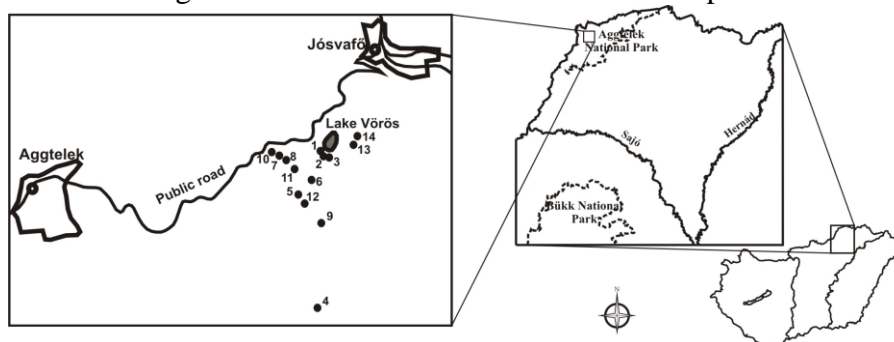 Jósvafő
Lake Vörös
Aggtelek
Public road
1
2
3
4
5
6
7
8
9
10
11
12
13
14
Aggtelek
National Park
Sajó
Hernád
Bükk National
Park
N